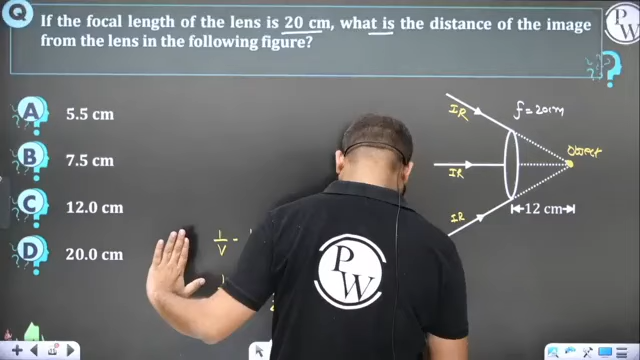 Q If the focal length of the lens is 20 cm, what is the distance of the image
from the lens in the following figure?
PW
A 5.5 cm
B 7.5 cm
C 12.0 cm
D 20.0 cm
IR
f = 20cm
Object
IR
IR
12 cm
1/v -
PW